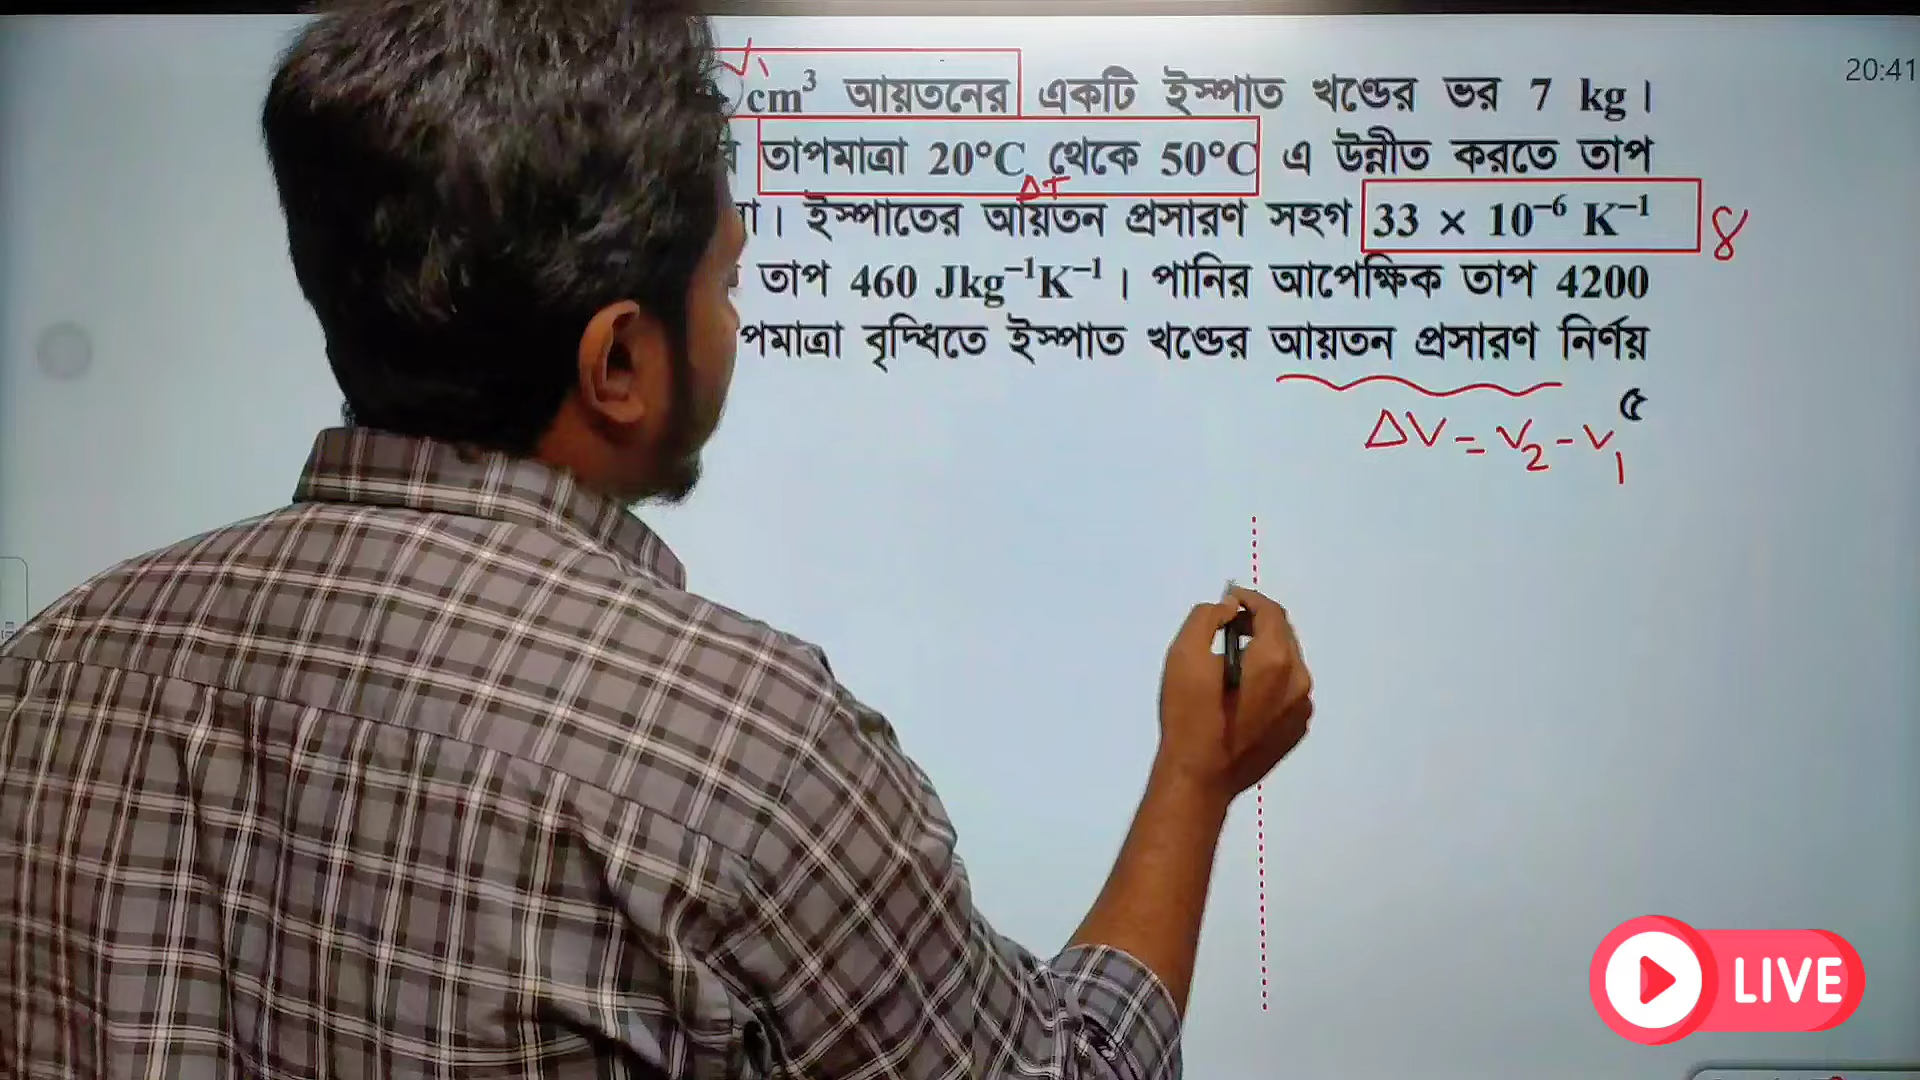 V₁
cm³ আয়তনের একটি ইস্পাত খণ্ডের ভর 7 kg।
20:41
তাপমাত্রা 20°C থেকে 50°C এ উন্নীত করতে তাপ
ΔT
ইস্পাতের আয়তন প্রসারণ সহগ 33 × 10⁻⁶ K⁻¹ γ
তাপ 460 Jkg⁻¹K⁻¹। পানির আপেক্ষিক তাপ 4200
বৃদ্ধিতে ইস্পাত খণ্ডের আয়তন প্রসারণ নির্ণয়
৫
ΔV = V₂ - V₁
LIVE